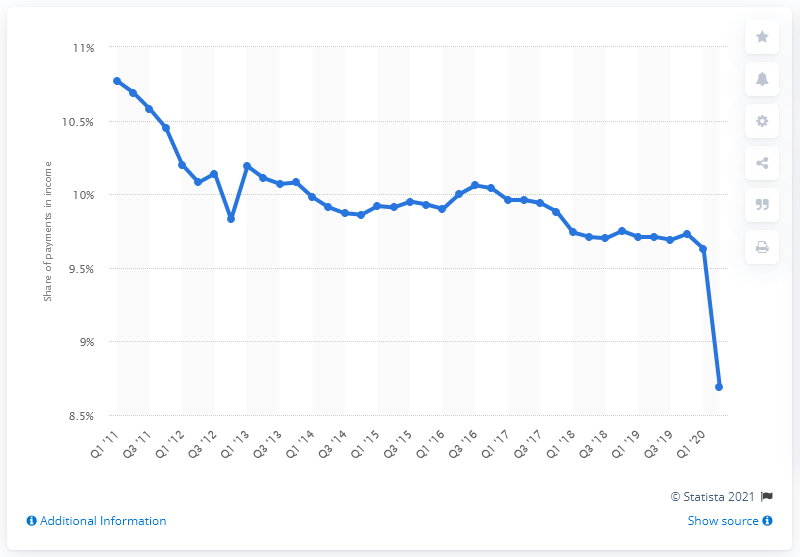 11%
10.5%
10%
9.5%
9%
8.5%
Share of payments in income
Q1 '11
Q3 '11
Q1 '12
Q3 '12
Q1 '13
Q3 '13
Q1 '14
Q3 '14
Q1 '15
Q3 '15
Q1 '16
Q3 '16
Q1 '17
Q3 '17
Q1 '18
Q3 '18
Q1 '19
Q3 '19
Q1 '20
© Statista 2021
Additional Information
Show source